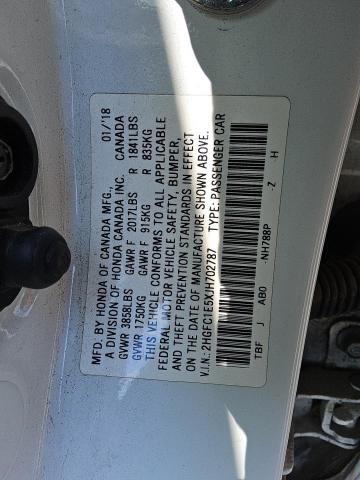 MFD. BY HONDA OF CANADA MFG., 01/'18
A DIVISION OF HONDA CANADA INC. CANADA
GVWR 3858LBS GAWR F 2017LBS R 1841LBS
GVWR 1750KG GAWR F 915KG R 835KG
THIS VEHICLE CONFORMS TO ALL APPLICABLE
FEDERAL MOTOR VEHICLE SAFETY, BUMPER,
AND THEFT PREVENTION STANDARDS IN EFFECT
ON THE DATE OF MANUFACTURE SHOWN ABOVE.
V.I.N.: 2HGFC1E5XJH702787 TYPE: PASSENGER CAR
TBF J AB0 -NH788P -Z -H